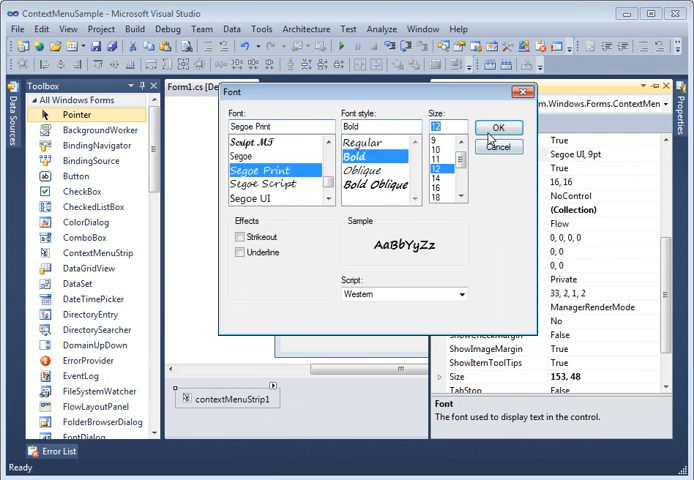 ContextMenuSample - Microsoft Visual Studio
File Edit View Project Build Debug Team Data Tools Architecture Test Analyze Window Help
Toolbox
Form1.cs [De
Data Sources
Properties
All Windows Forms
Pointer
BackgroundWorker
BindingNavigator
BindingSource
Button
CheckBox
CheckedListBox
ColorDialog
ComboBox
ContextMenuStrip
DataGridView
DataSet
DateTimePicker
DirectoryEntry
DirectorySearcher
DomainUpDown
ErrorProvider
EventLog
FileSystemWatcher
FlowLayoutPanel
FolderBrowserDialog
FontDialog
Font
Font:
Segoe Print
Script MT
Segoe
Segoe Print
Segoe Script
Segoe UI
Font style:
Bold
Regular
Bold
Oblique
Bold Oblique
Size:
12
9
10
11
12
14
16
18
OK
Cancel
Effects
Strikeout
Underline
Sample
AaBbYyZz
Script:
Western
contextMenuStrip1
m.Windows.Forms.ContextMen
True
Segoe UI, 9pt
16, 16
NoControl
(Collection)
Flow
0, 0, 0, 0
0, 0
0, 0
Private
33, 2, 1, 2
ManagerRenderMode
No
ShowCheckMargin False
ShowImageMargin True
ShowItemToolTips True
Size 153, 48
TabStop False
Font
The font used to display text in the control.
Error List
Ready